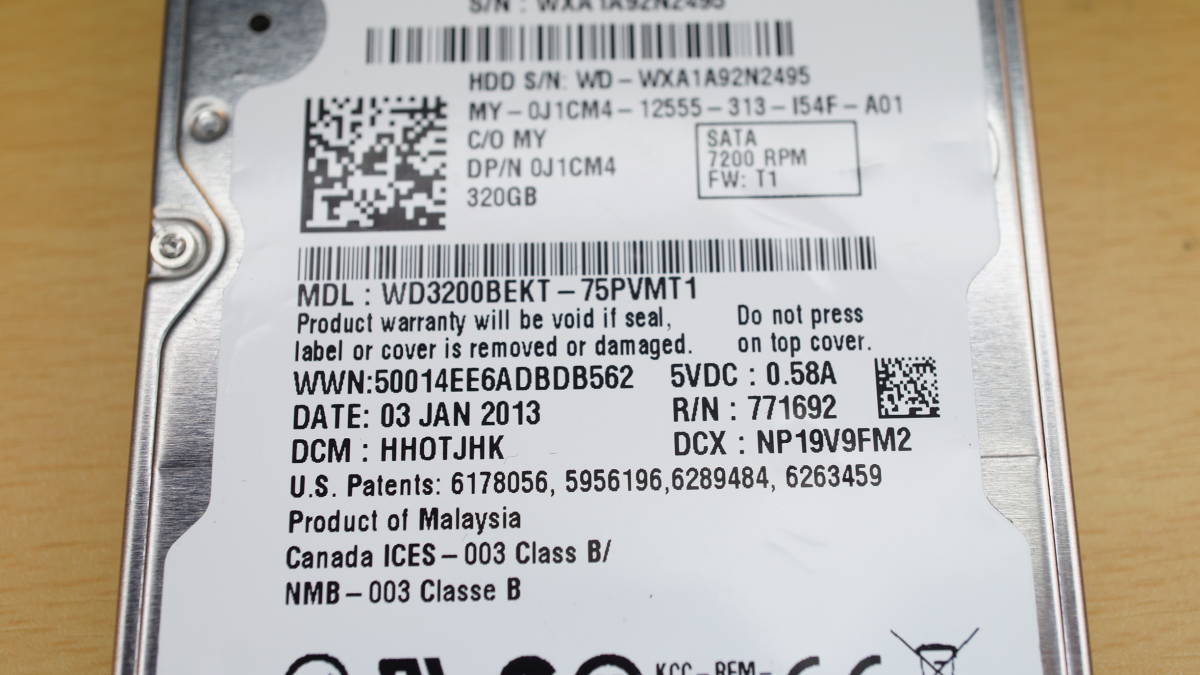 S/N : WXA1A92N2495
HDD S/N: WD-WXA1A92N2495
MY-0J1CM4-12555-313-I54F-A01
C/O MY
DP/N 0J1CM4
320GB
SATA
7200 RPM
FW: T1
MDL : WD3200BEKT-75PVMT1
Product warranty will be void if seal,
label or cover is removed or damaged.
Do not press
on top cover.
WWN:50014EE6ADBDB562 5VDC : 0.58A
DATE: 03 JAN 2013 R/N : 771692
DCM : HHOTJHK DCX : NP19V9FM2
U.S. Patents: 6178056, 5956196,6289484, 6263459
Product of Malaysia
Canada ICES-003 Class B/
NMB-003 Classe B
KCC-REM-